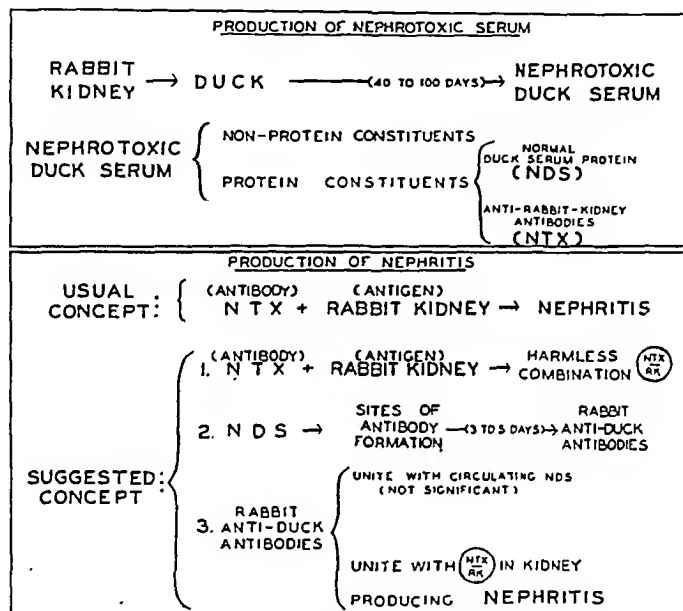 PRODUCTION OF NEPHROTOXIC SERUM
RABBIT KIDNEY → DUCK —(40 TO 100 DAYS)→ NEPHROTOXIC DUCK SERUM
NEPHROTOXIC DUCK SERUM
NON-PROTEIN CONSTITUENTS
PROTEIN CONSTITUENTS
NORMAL
DUCK SERUM PROTEIN
(NDS)
ANTI-RABBIT-KIDNEY
ANTIBODIES
(NTX)
PRODUCTION OF NEPHRITIS
USUAL
CONCEPT:
(ANTIBODY) (ANTIGEN)
NTX + RABBIT KIDNEY → NEPHRITIS
SUGGESTED:
CONCEPT
(ANTIBODY) (ANTIGEN)
1. NTX + RABBIT KIDNEY → HARMLESS COMBINATION NTX/RK
2. NDS → SITES OF ANTIBODY FORMATION —(3 TO 5 DAYS)→ RABBIT ANTI-DUCK ANTIBODIES
3. RABBIT
ANTI-DUCK
ANTIBODIES
UNITE WITH CIRCULATING NDS
(NOT SIGNIFICANT)
UNITE WITH NTX/RK IN KIDNEY
PRODUCING NEPHRITIS